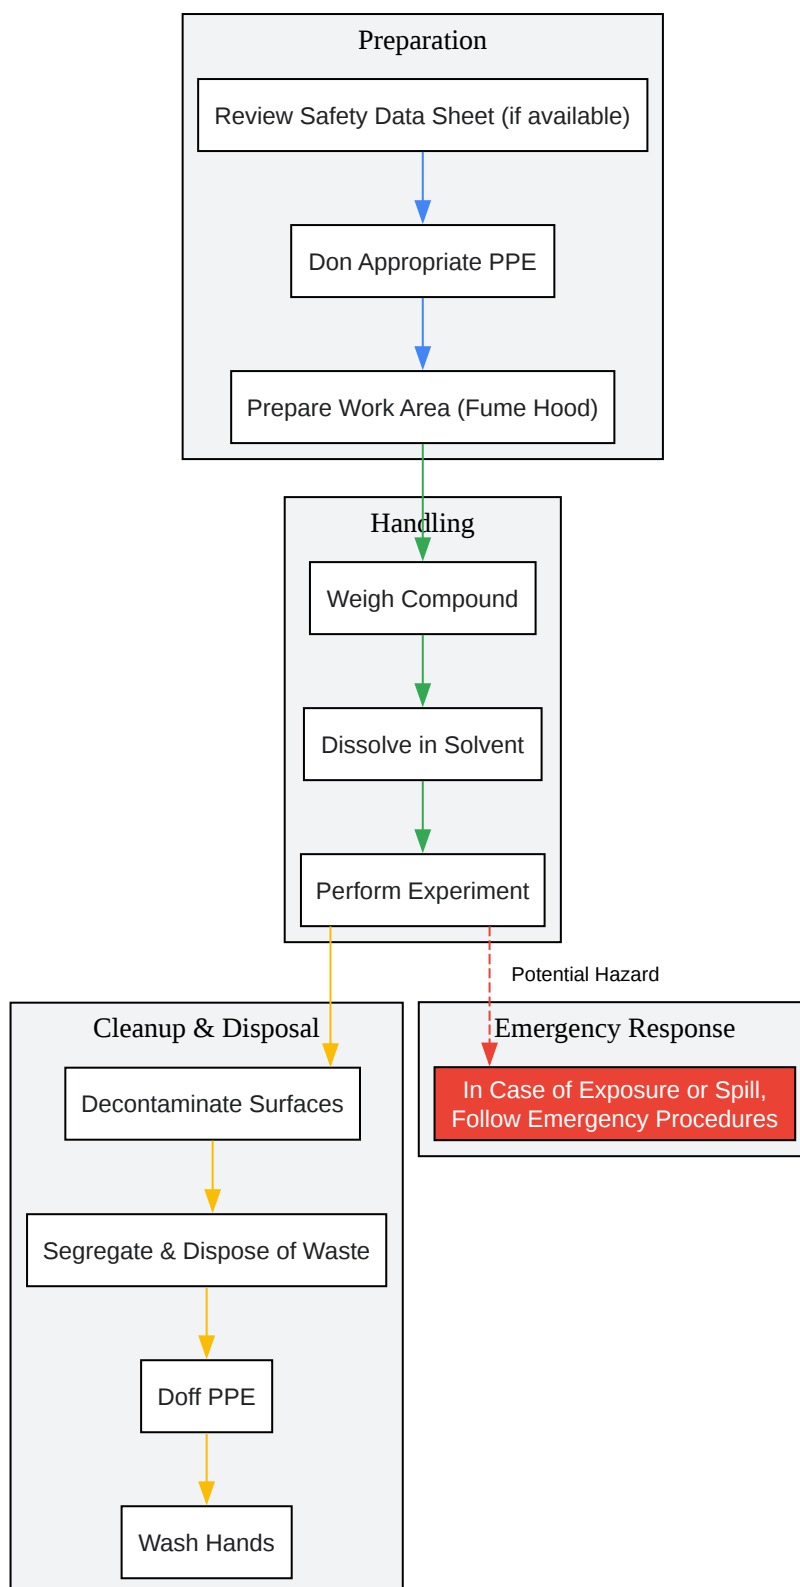 Preparation
Review Safety Data Sheet (if available)
Don Appropriate PPE
Prepare Work Area (Fume Hood)
Handling
Weigh Compound
Dissolve in Solvent
Perform Experiment
Potential Hazard
Cleanup & Disposal
Decontaminate Surfaces
Segregate & Dispose of Waste
Doff PPE
Wash Hands
Emergency Response
In Case of Exposure or Spill,
Follow Emergency Procedures